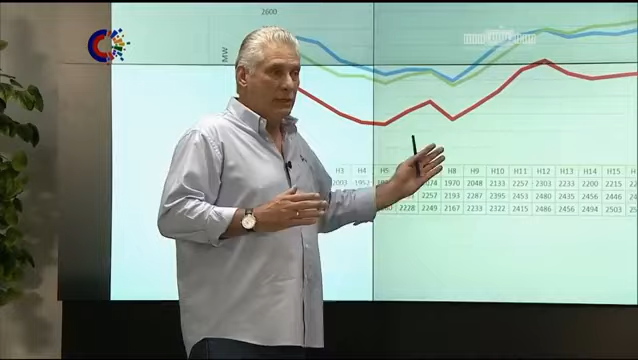 2600
MW
H3 H4 H8 H9 H10 H11 H12 H13 H14 H15
2003 1952 1970 2048 2133 2257 2303 2233 2200 2215
2257 2193 2287 2395 2453 2480 2435 2456 2446
2228 2249 2167 2233 2322 2411 2486 2456 2494 2503